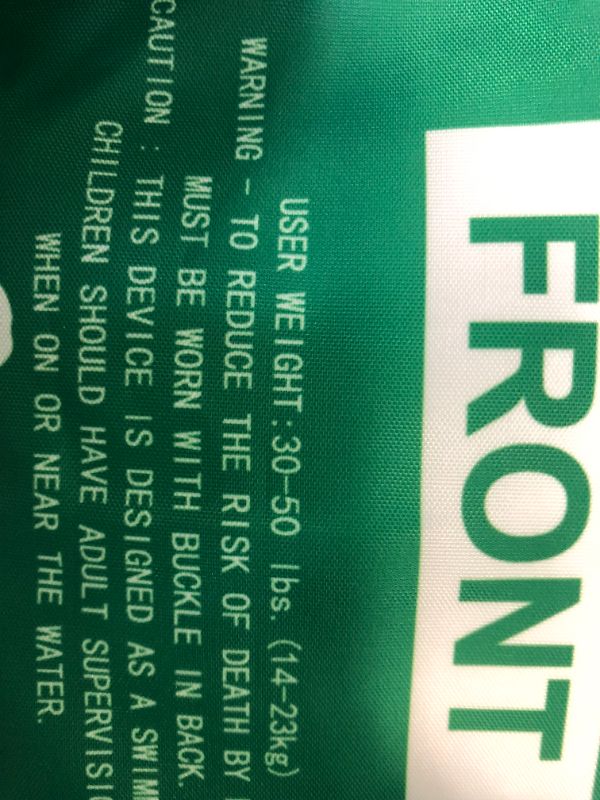 FRONT
USER WEIGHT:30-50 lbs. (14-23kg)
WARNING - TO REDUCE THE RISK OF DEATH BY
MUST BE WORN WITH BUCKLE IN BACK.
CAUTION : THIS DEVICE IS DESIGNED AS A SWIM
CHILDREN SHOULD HAVE ADULT SUPERVISI
WHEN ON OR NEAR THE WATER.